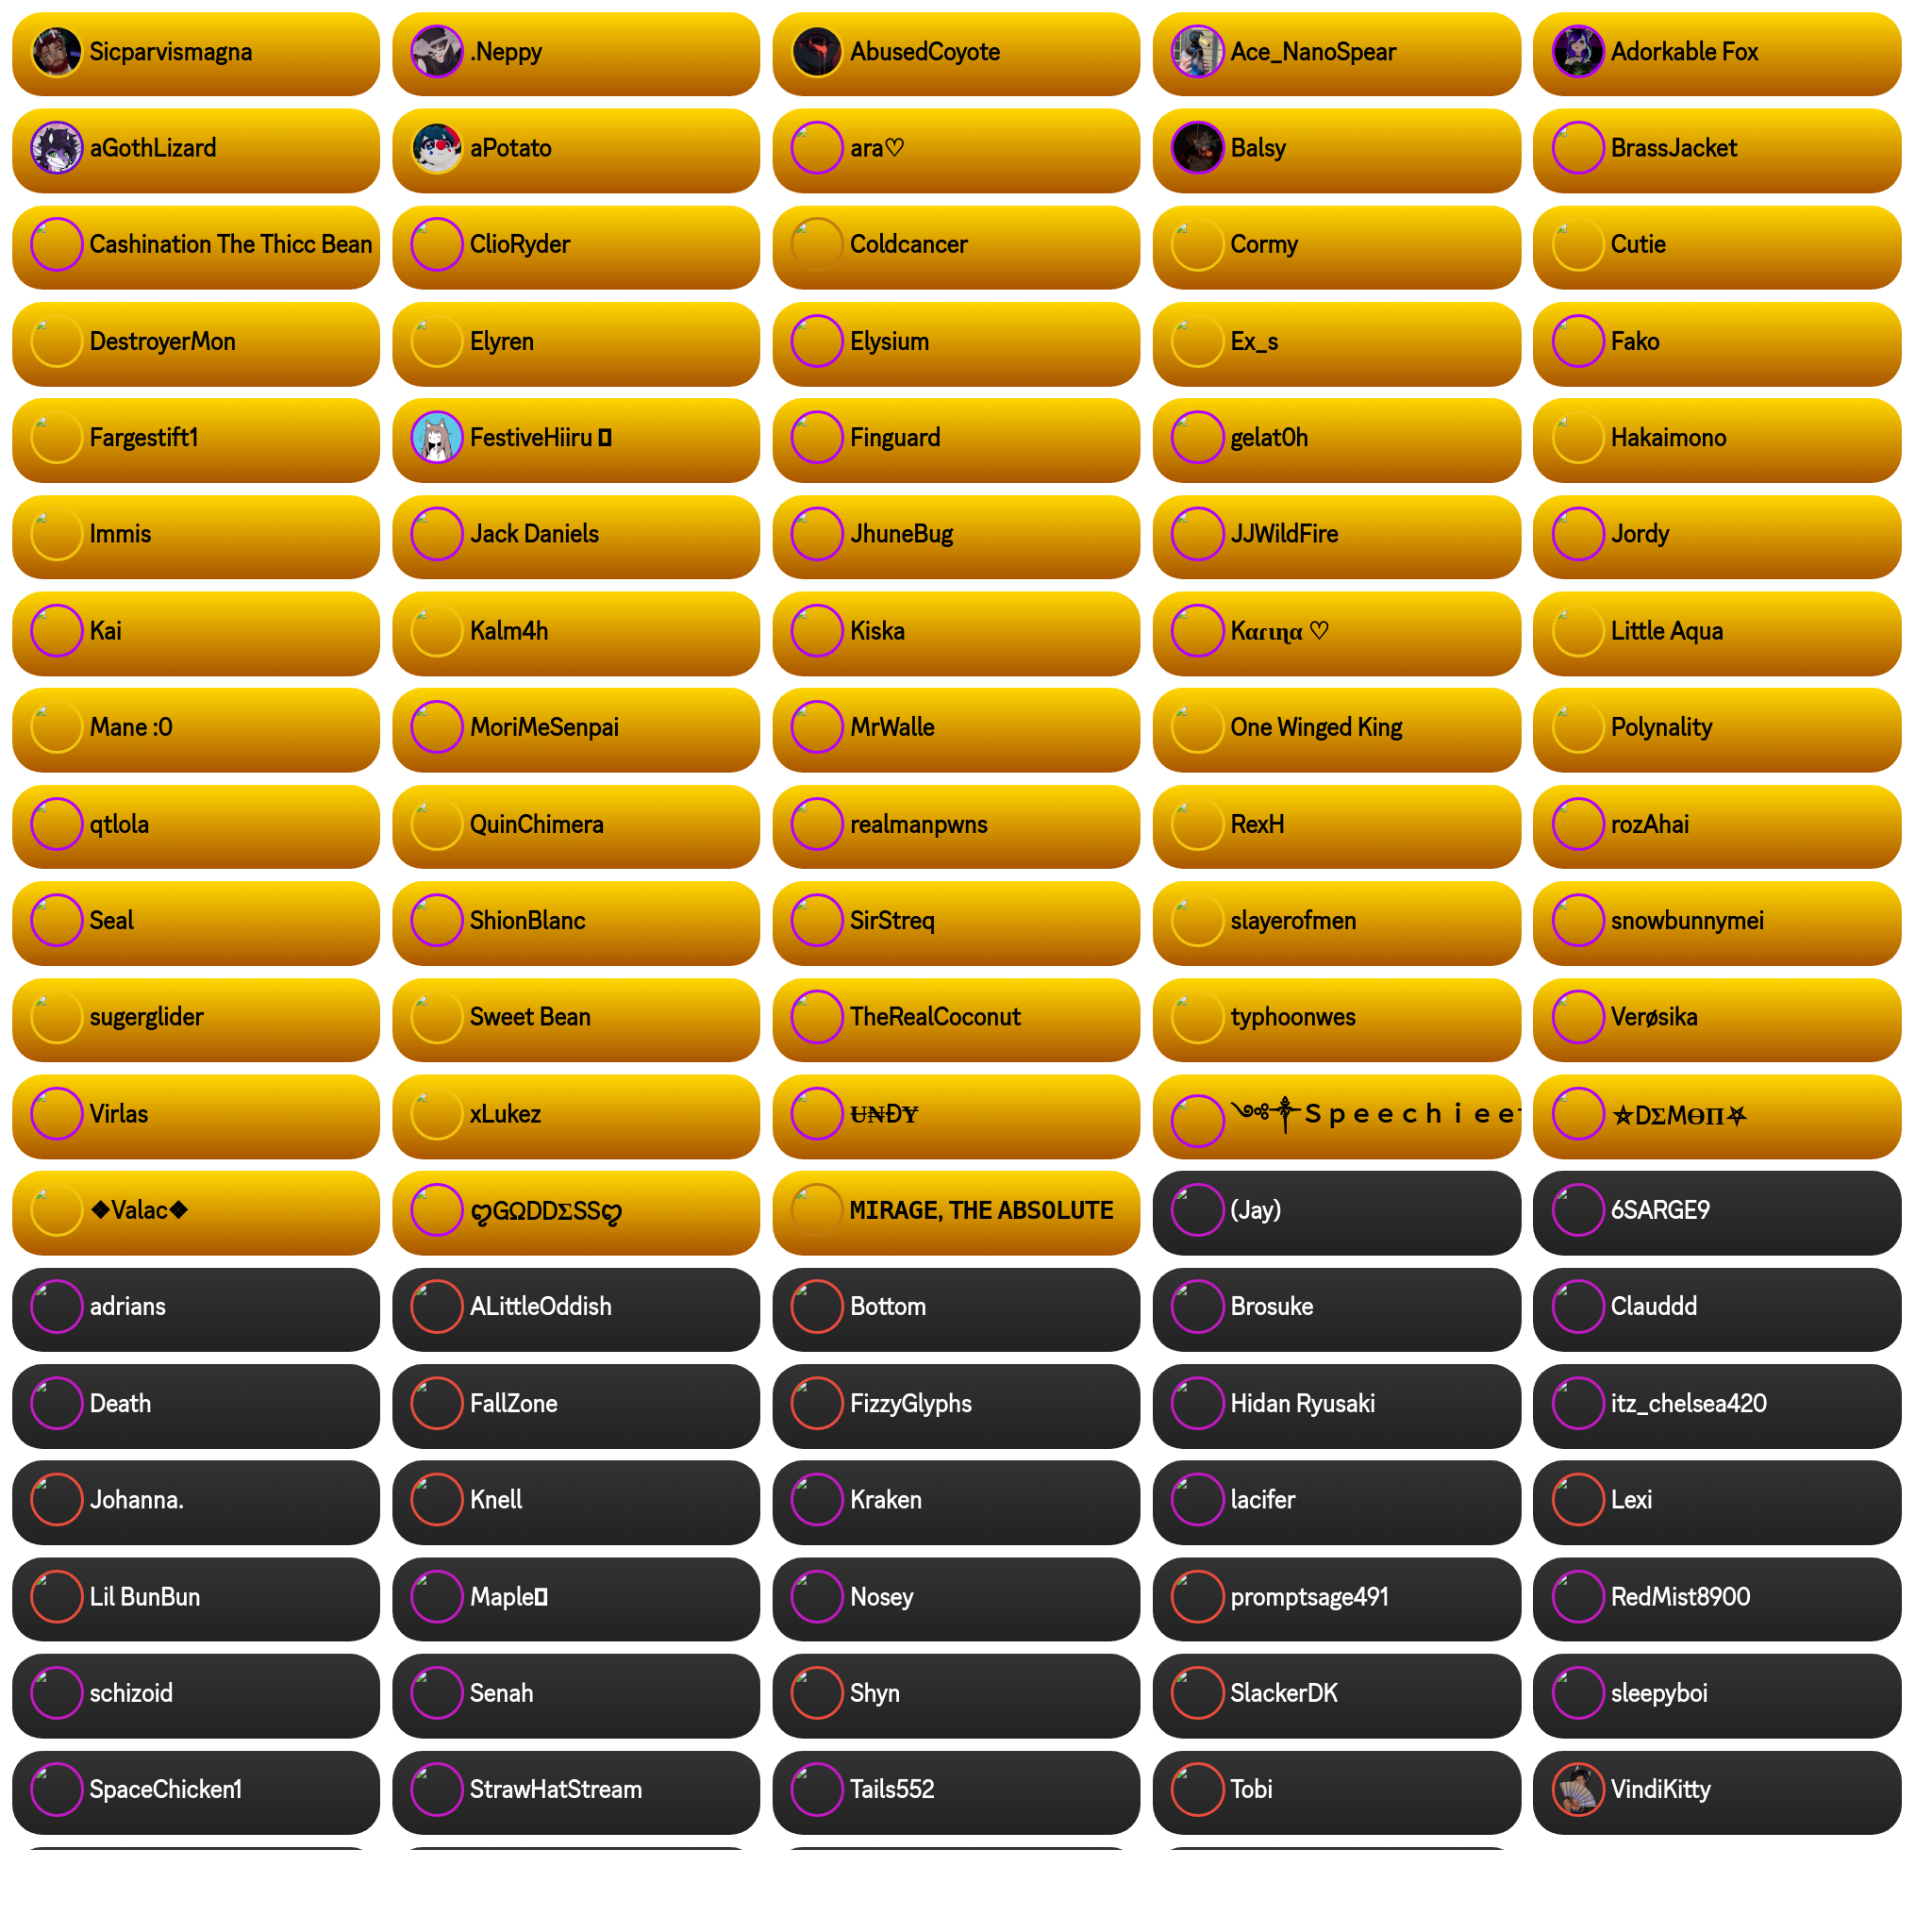 Sicparvismagna
.Neppy
AbusedCoyote
Ace_NanoSpear
Adorkable Fox
aGothLizard
aPotato
ara♡
Balsy
BrassJacket
Cashination The Thicc Bean
ClioRyder
Coldcancer
Cormy
Cutie
DestroyerMon
Elyren
Elysium
Ex_s
Fako
Fargestift1
FestiveHiiru
Finguard
gelat0h
Hakaimono
Immis
Jack Daniels
JhuneBug
JJWildFire
Jordy
Kai
Kalm4h
Kiska
Kαɾιɳα ♡
Little Aqua
Mane :0
MoriMeSenpai
MrWalle
One Winged King
Polynality
qtlola
QuinChimera
realmanpwns
RexH
rozAhai
Seal
ShionBlanc
SirStreq
slayerofmen
snowbunnymei
sugerglider
Sweet Bean
TheRealCoconut
typhoonwes
Verøsika
Virlas
xLukez
Ʉ₦ĐɎ
༺✞Ｓｐｅｅｃｈｉｅｅ
⛤DΣMӨΠ⛧
❖Valac❖
ღGΩDDΣSSღ
MIRAGE, THE ABSOLUTE
(Jay)
6SARGE9
adrians
ALittleOddish
Bottom
Brosuke
Clauddd
Death
FallZone
FizzyGlyphs
Hidan Ryusaki
itz_chelsea420
Johanna.
Knell
Kraken
lacifer
Lexi
Lil BunBun
Maple
Nosey
promptsage491
RedMist8900
schizoid
Senah
Shyn
SlackerDK
sleepyboi
SpaceChicken1
StrawHatStream
Tails552
Tobi
VindiKitty